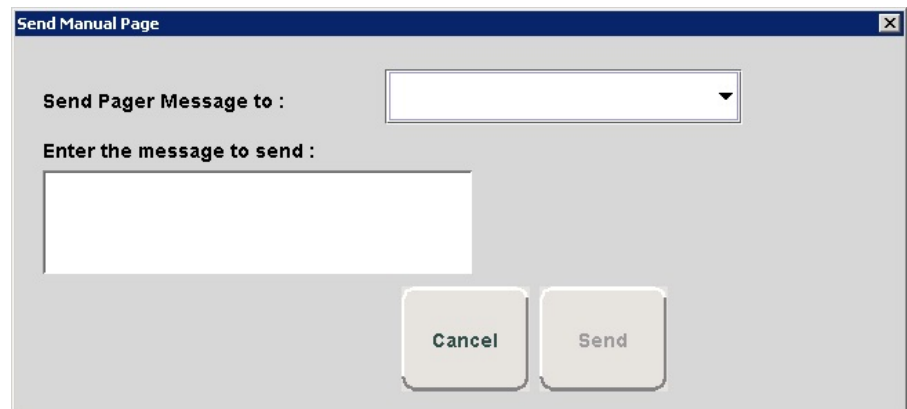 Send Manual Page
Send Pager Message to :
Enter the message to send :
Cancel
Send